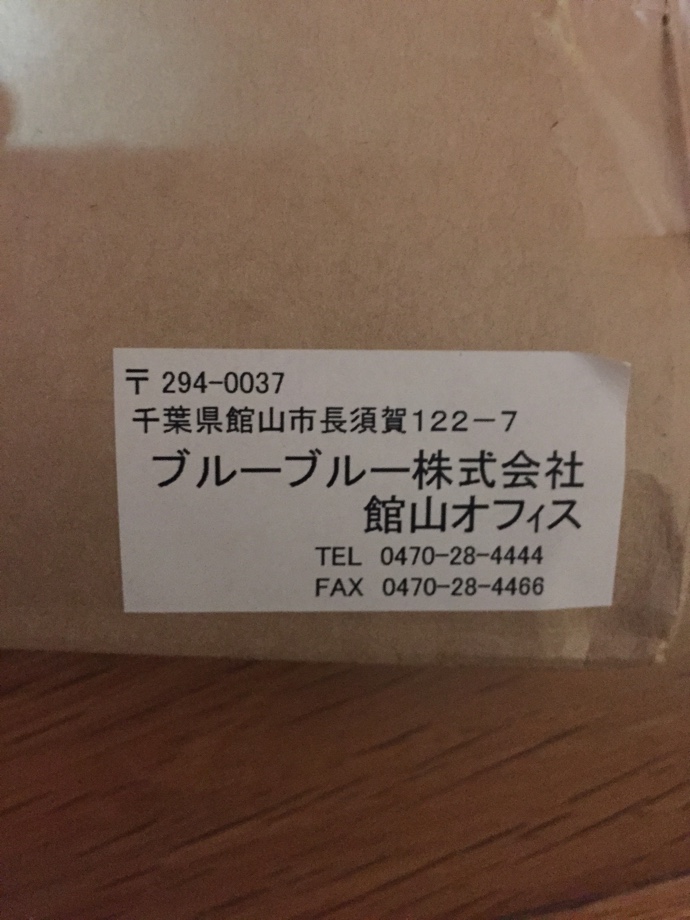 〒 294-0037
千葉県館山市長須賀122－7
ブルーブルー株式会社
館山オフィス
TEL 0470-28-4444
FAX 0470-28-4466